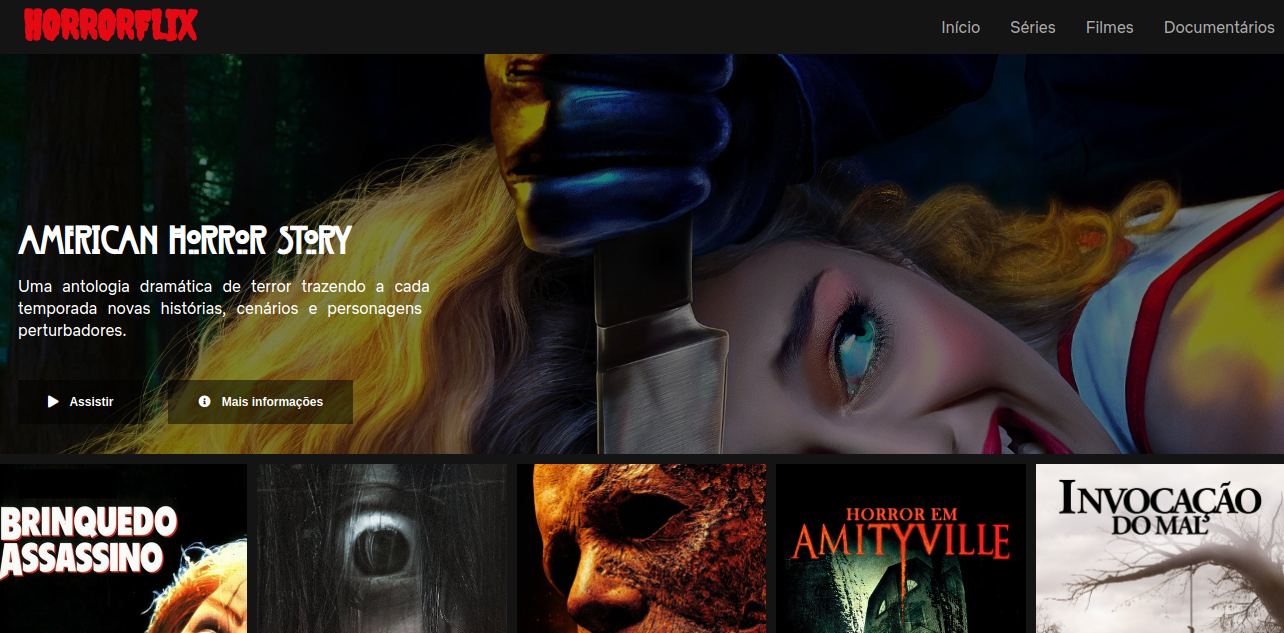 HORRORFLIX
Início Séries Filmes Documentários
AMERICAN HORROR STORY
Uma antologia dramática de terror trazendo a cada
temporada novas histórias, cenários e personagens
perturbadores.
Assistir Mais informações
BRINQUEDO
ASSASSINO
HORROR EM
AMITYVILLE
INVOCAÇÃO
DO MAL